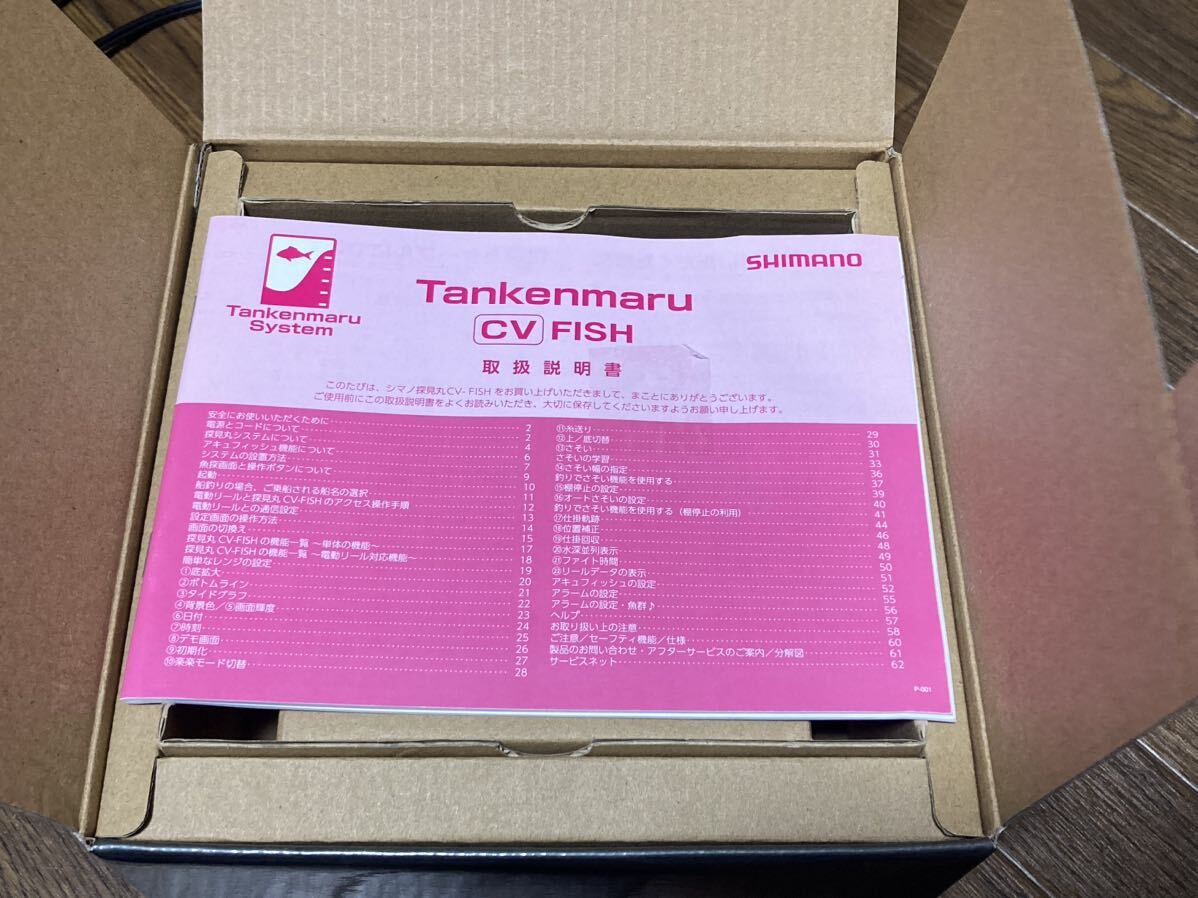 Tankenmaru
System
SHIMANO
Tankenmaru
CV FISH
取扱説明書
このたびは、シマノ探見丸CV- FISH をお買い上げいただきまして、まことにありがとうございます。
ご使用前にこの取扱説明書をよくお読みいただき、大切に保存してくださいますようお願い申し上げます。
安全にお使いいただくために 2
電源とコードについて 2
探見丸システムについて 4
アキュフィッシュ機能について 6
システムの設置方法 7
魚探画面と操作ボタンについて 9
起動 10
船釣りの場合、ご乗船される船名の選択 11
電動リールと探見丸 CV-FISH のアクセス操作手順 12
電動リールとの通信設定 13
設定画面の操作方法 14
画面の切換え 15
探見丸 CV-FISH の機能一覧 ～単体の機能～ 17
探見丸 CV-FISH の機能一覧 ～電動リール対応機能～ 18
簡単なレンジの設定 19
①底拡大 20
②ボトムライン 21
③タイドグラフ 22
④背景色／⑤画面輝度 23
⑥日付 24
⑦時刻 25
⑧デモ画面 26
⑨初期化 27
⑩楽楽モード切替 28
⑪糸送り 29
⑫上／底切替 30
⑬さそい 31
さそいの学習 33
⑭さそい幅の指定 36
釣りでさそい機能を使用する 37
⑮棚停止の設定 39
⑯オートさそいの設定 40
釣りでさそい機能を使用する（棚停止の利用） 41
⑰仕掛軌跡 44
⑱位置補正 46
⑲仕掛回収 48
⑳水深並列表示 49
㉑ファイト時間 50
㉒リールデータの表示 51
アキュフィッシュの設定 52
アラームの設定 55
アラームの設定・魚群♪ 56
ヘルプ 57
お取り扱い上の注意 58
ご注意／セーフティ機能／仕様 60
製品のお問い合わせ・アフターサービスのご案内／分解図 61
サービスネット 62
P-001